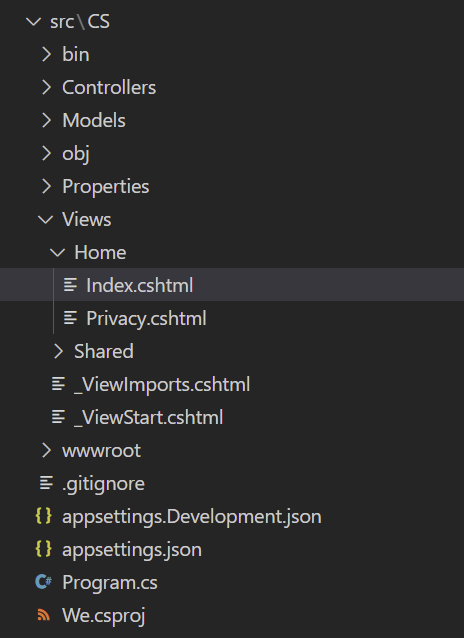 src\CS
bin
Controllers
Models
obj
Properties
Views
Home
Index.cshtml
Privacy.cshtml
Shared
_ViewImports.cshtml
_ViewStart.cshtml
wwwroot
.gitignore
{} appsettings.Development.json
{} appsettings.json
C# Program.cs
We.csproj